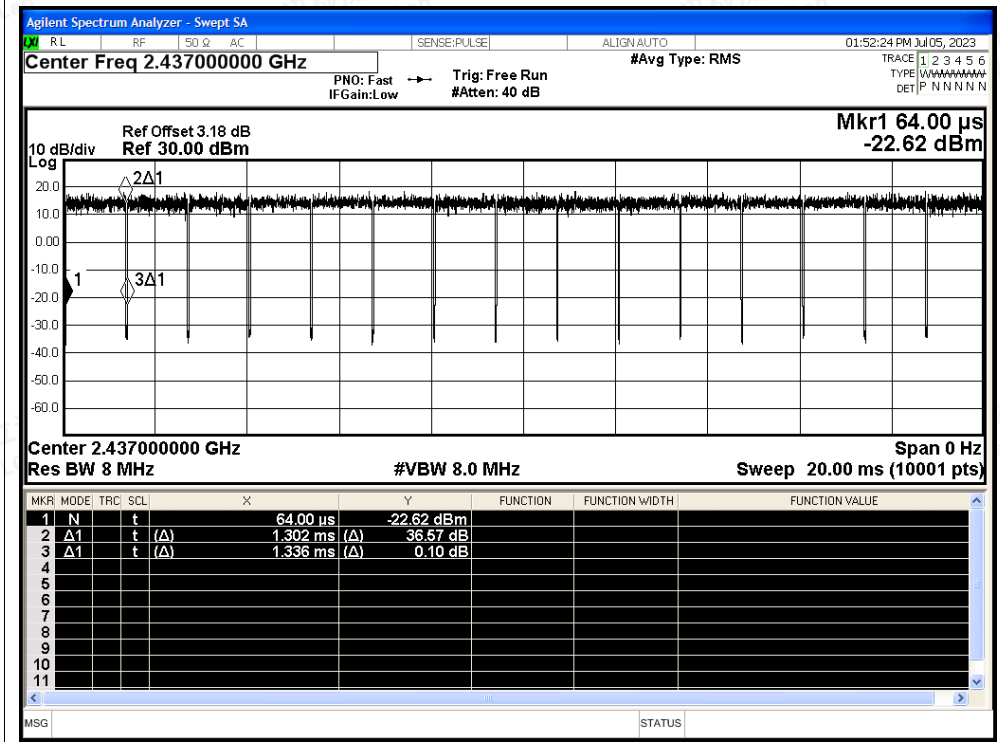 Agilent Spectrum Analyzer - Swept SA
LXI RL RF 50 Ω AC SENSE:PULSE ALIGNAUTO 01:52:24 PM Jul 05, 2023
Center Freq 2.437000000 GHz #Avg Type: RMS TRACE 1 2 3 4 5 6
PNO: Fast Trig: Free Run TYPE WWWWWW
IFGain:Low #Atten: 40 dB DET P N N N N N
Mkr1 64.00 µs
Ref Offset 3.18 dB
10 dB/div Ref 30.00 dBm -22.62 dBm
Log
2Δ1
20.0
10.0
0.00
-10.0
1 3Δ1
-20.0
-30.0
-40.0
-50.0
-60.0
Center 2.437000000 GHz Span 0 Hz
Res BW 8 MHz #VBW 8.0 MHz Sweep 20.00 ms (10001 pts)
MKR MODE TRC SCL X Y FUNCTION FUNCTION WIDTH FUNCTION VALUE
1 N t 64.00 µs -22.62 dBm
2 Δ1 t (Δ) 1.302 ms (Δ) 36.57 dB
3 Δ1 t (Δ) 1.336 ms (Δ) 0.10 dB
4
5
6
7
8
9
10
11
MSG STATUS